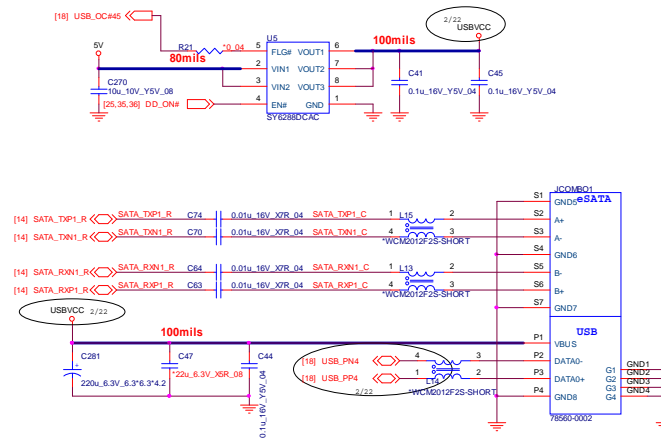 2/22
[18] USB_OC#45
U5
USBVCC
5V
R21
*0_04
5 FLG# VOUT1 6
100mils
80mils
2 VIN1 VOUT2 7
3 VIN2 VOUT3 8
C270
10u_10V_Y5V_08
C41
0.1u_16V_Y5V_04
C45
0.1u_16V_Y5V_04
[25,35,36] DD_ON#
4 EN# GND 1
SY6288DCAC
JCOMBO1
eSATA
S1 GND5
[14] SATA_TXP1_R SATA_TXP1_R C74 0.01u_16V_X7R_04 SATA_TXP1_C 1 L15 2 S2 A+
[14] SATA_TXN1_R SATA_TXN1_R C70 0.01u_16V_X7R_04 SATA_TXN1_C 4 3 S3 A-
*WCM2012F2S-SHORT
S4 GND6
[14] SATA_RXN1_R SATA_RXN1_R C64 0.01u_16V_X7R_04 SATA_RXN1_C 1 L13 2 S5 B-
[14] SATA_RXP1_R SATA_RXP1_R C63 0.01u_16V_X7R_04 SATA_RXP1_C 4 3 S6 B+
*WCM2012F2S-SHORT
S7 GND7
USBVCC 2/22
100mils
USB
P1 VBUS
C281
220u_6.3V_6.3*6.3*4.2
C47
*22u_6.3V_X5R_08
C44
0.1u_16V_Y5V_04
[18] USB_PN4 4 3 P2 DATA0-
[18] USB_PP4 1 L14 2 P3 DATA0+
2/22
*WCM2012F2S-SHORT
P4 GND8
G1 GND1
G2 GND2
G3 GND3
G4 GND4
78560-0002